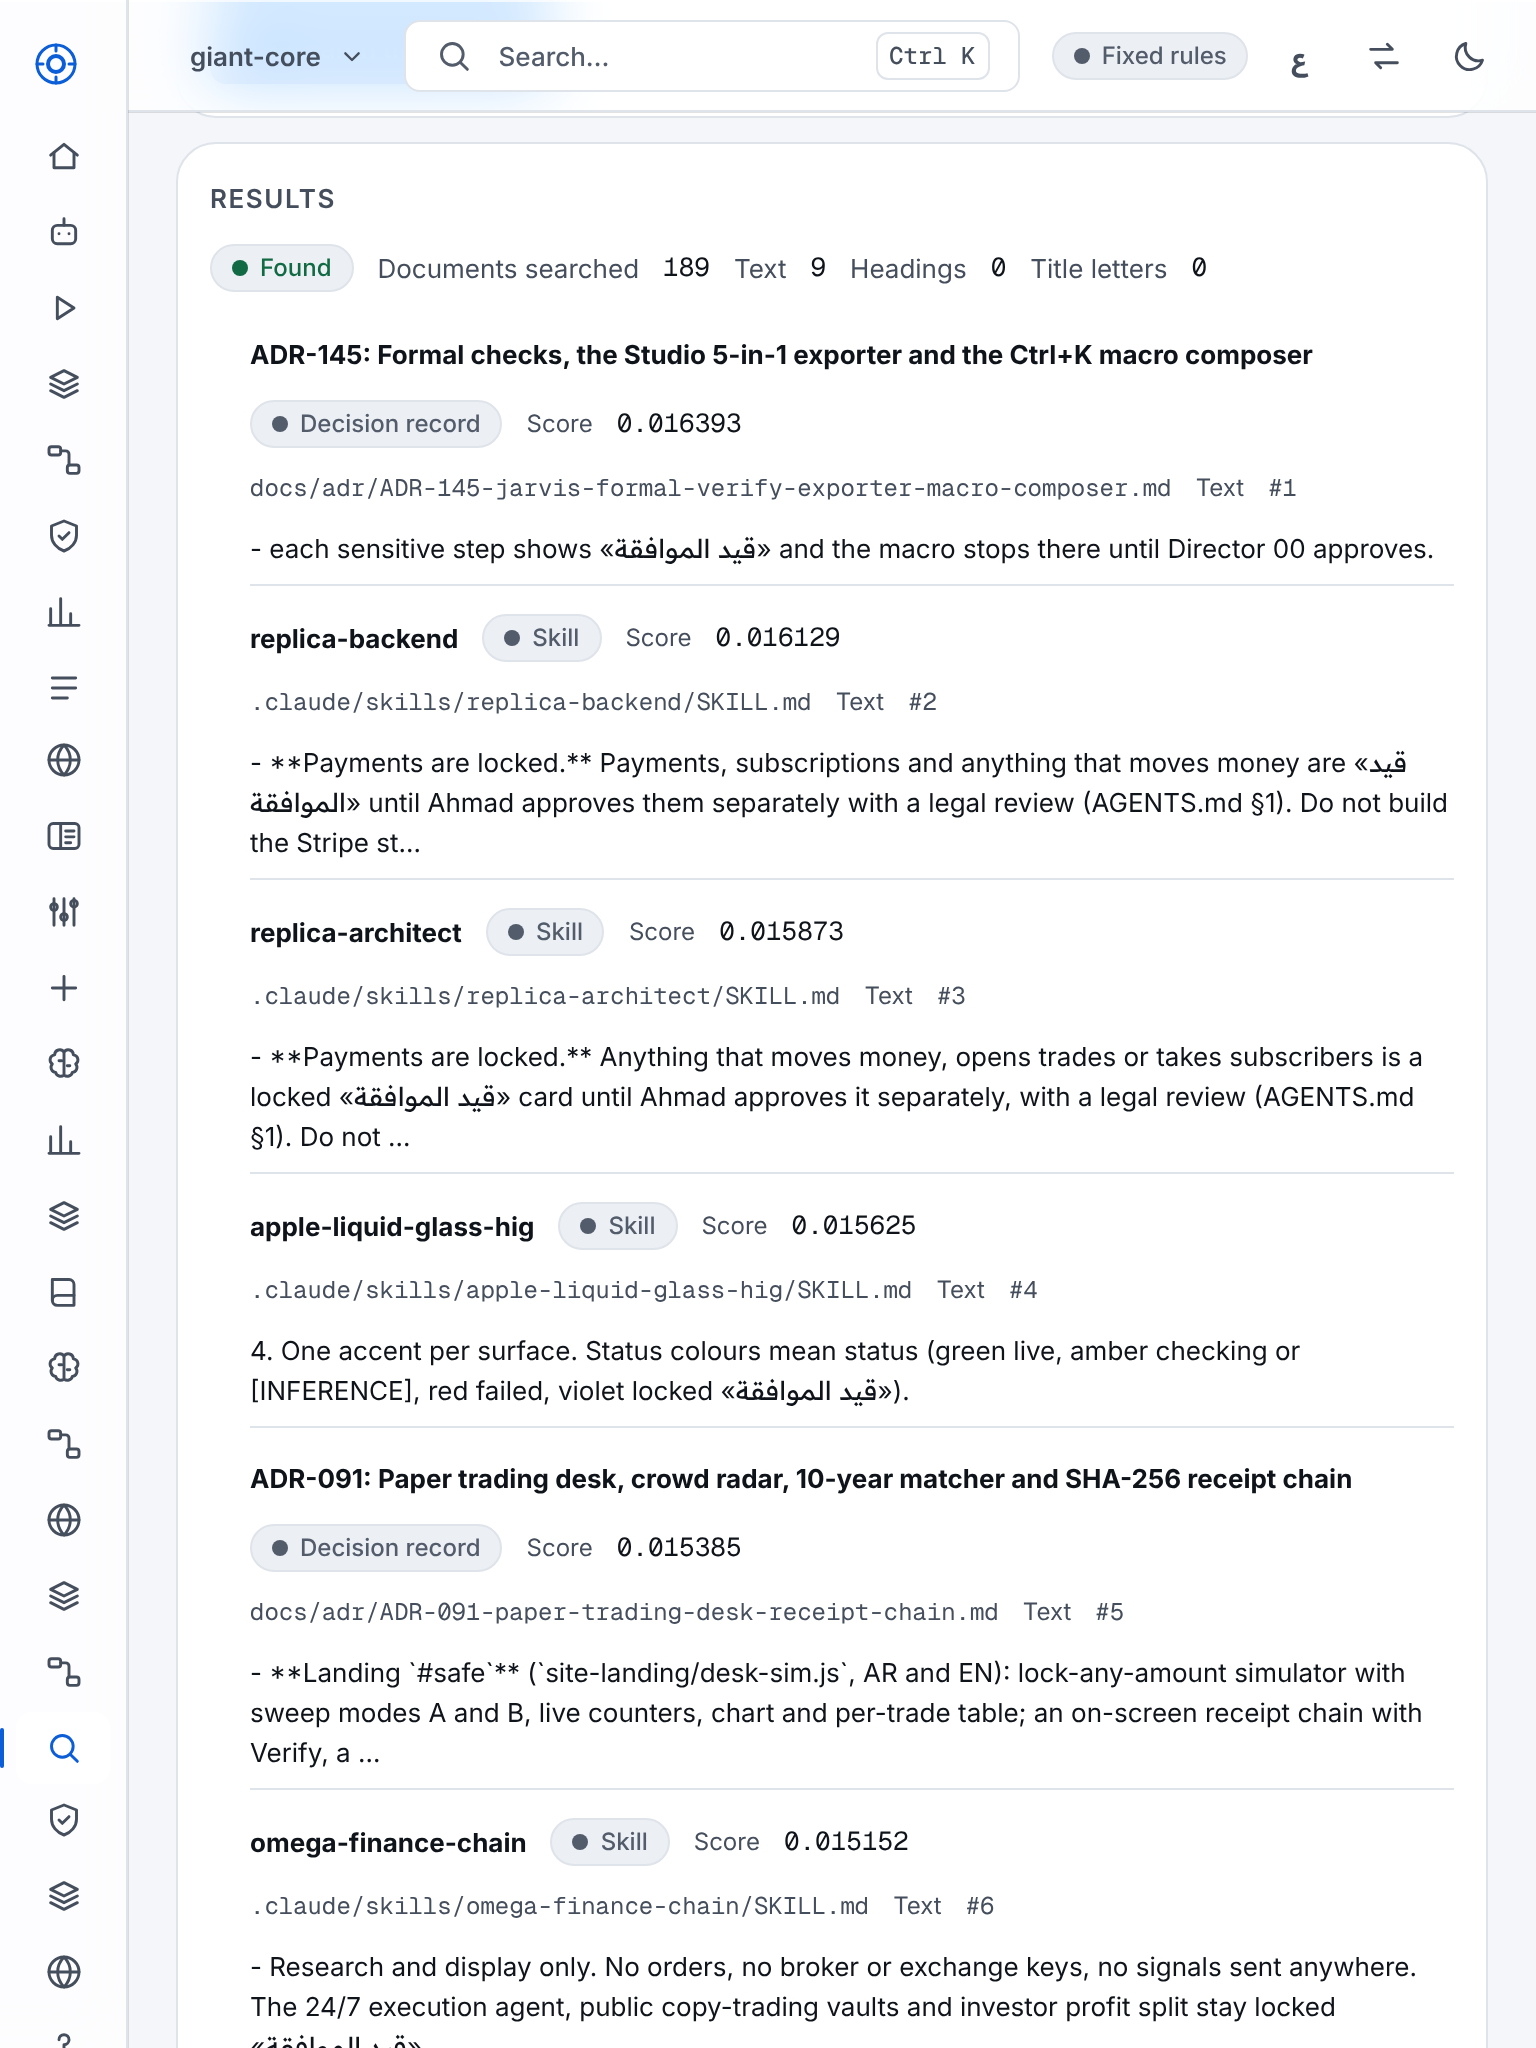 giant-core Search... Ctrl K Fixed rules ع
RESULTS
Found Documents searched 189 Text 9 Headings 0 Title letters 0
ADR-145: Formal checks, the Studio 5-in-1 exporter and the Ctrl+K macro composer
Decision record Score 0.016393
docs/adr/ADR-145-jarvis-formal-verify-exporter-macro-composer.md Text #1
- each sensitive step shows «قيد الموافقة» and the macro stops there until Director 00 approves.
replica-backend Skill Score 0.016129
.claude/skills/replica-backend/SKILL.md Text #2
- **Payments are locked.** Payments, subscriptions and anything that moves money are «قيد
الموافقة» until Ahmad approves them separately with a legal review (AGENTS.md §1). Do not build
the Stripe st...
replica-architect Skill Score 0.015873
.claude/skills/replica-architect/SKILL.md Text #3
- **Payments are locked.** Anything that moves money, opens trades or takes subscribers is a
locked «قيد الموافقة» card until Ahmad approves it separately, with a legal review (AGENTS.md
§1). Do not ...
apple-liquid-glass-hig Skill Score 0.015625
.claude/skills/apple-liquid-glass-hig/SKILL.md Text #4
4. One accent per surface. Status colours mean status (green live, amber checking or
[INFERENCE], red failed, violet locked «قيد الموافقة»).
ADR-091: Paper trading desk, crowd radar, 10-year matcher and SHA-256 receipt chain
Decision record Score 0.015385
docs/adr/ADR-091-paper-trading-desk-receipt-chain.md Text #5
- **Landing `#safe`** (`site-landing/desk-sim.js`, AR and EN): lock-any-amount simulator with
sweep modes A and B, live counters, chart and per-trade table; an on-screen receipt chain with
Verify, a ...
omega-finance-chain Skill Score 0.015152
.claude/skills/omega-finance-chain/SKILL.md Text #6
- Research and display only. No orders, no broker or exchange keys, no signals sent anywhere.
The 24/7 execution agent, public copy-trading vaults and investor profit split stay locked
«قيد الموافقة»